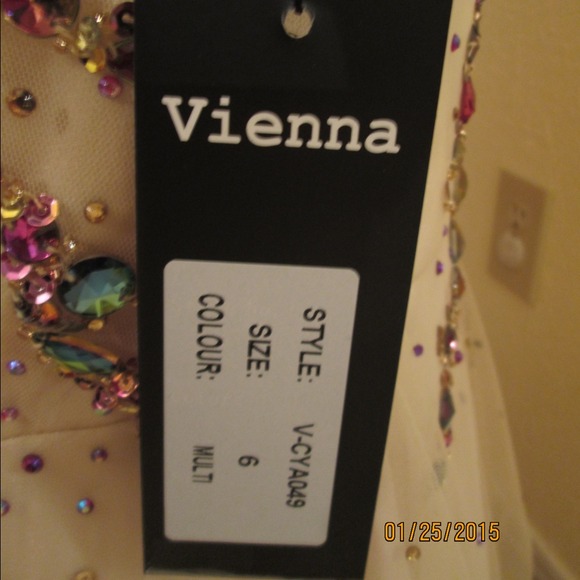 Vienna
STYLE: V-CYA049
SIZE: 6
COLOUR: MULTI
01/25/2015